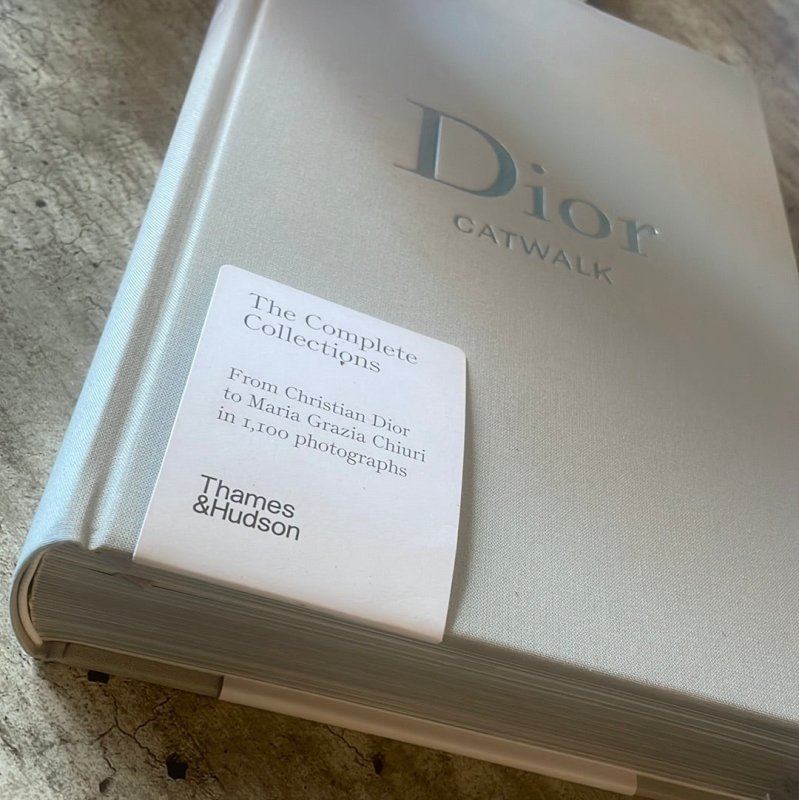 Dior
CATWALK
The Complete
Collections
From Christian Dior
to Maria Grazia Chiuri
in 1,100 photographs
Thames
&Hudson